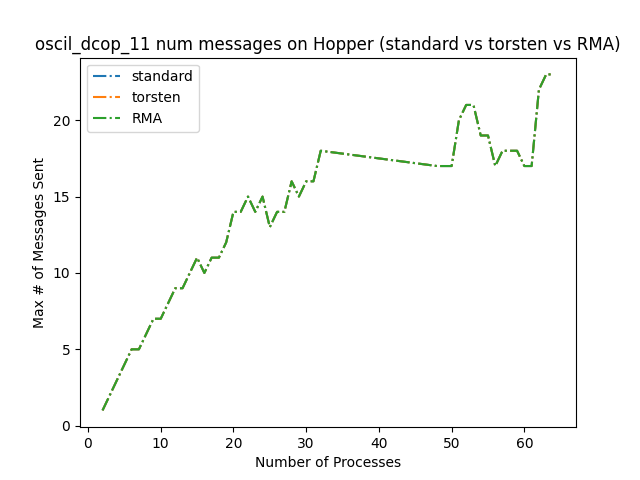 oscil_dcop_11 num messages on Hopper (standard vs torsten vs RMA)
standard
torsten
RMA
Max # of Messages Sent
20
15
10
5
0
0 10 20 30 40 50 60
Number of Processes